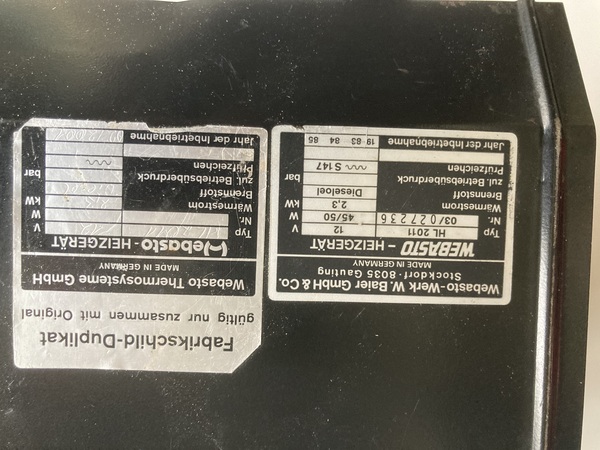 Webasto-Werk W. Baier GmbH & Co.
Stockdorf · 8035 Gauting
MADE IN GERMANY
WEBASTO – HEIZGERÄT
Typ HL 2011 12 V
Nr. 03/027236 45/50 W
Wärmestrom 2,3 kW
Brennstoff Dieseloel
zul. Betriebsüberdruck bar
Prüfzeichen S147
Jahr der Inbetriebnahme 19 83 84 85
Fabrikschild-Duplikat
gültig nur zusammen mit Original
Webasto Thermosysteme GmbH
MADE IN GERMANY
Webasto - HEIZGERÄT
Typ V
Nr. W
Wärmestrom kW
Brennstoff
zul. Betriebsüberdruck bar
Prüfzeichen
Jahr der Inbetriebnahme